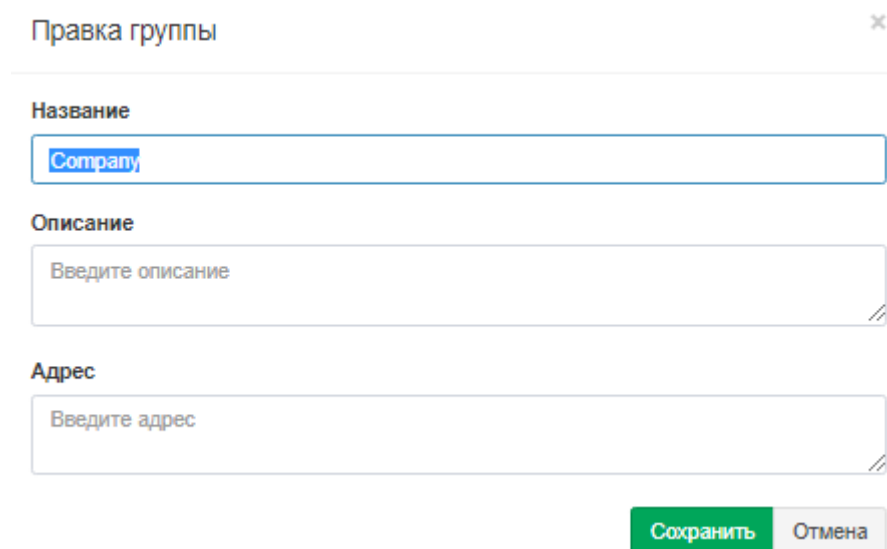 Правка группы
×
Название
Company
Описание
Введите описание
Адрес
Введите адрес
Сохранить Отмена